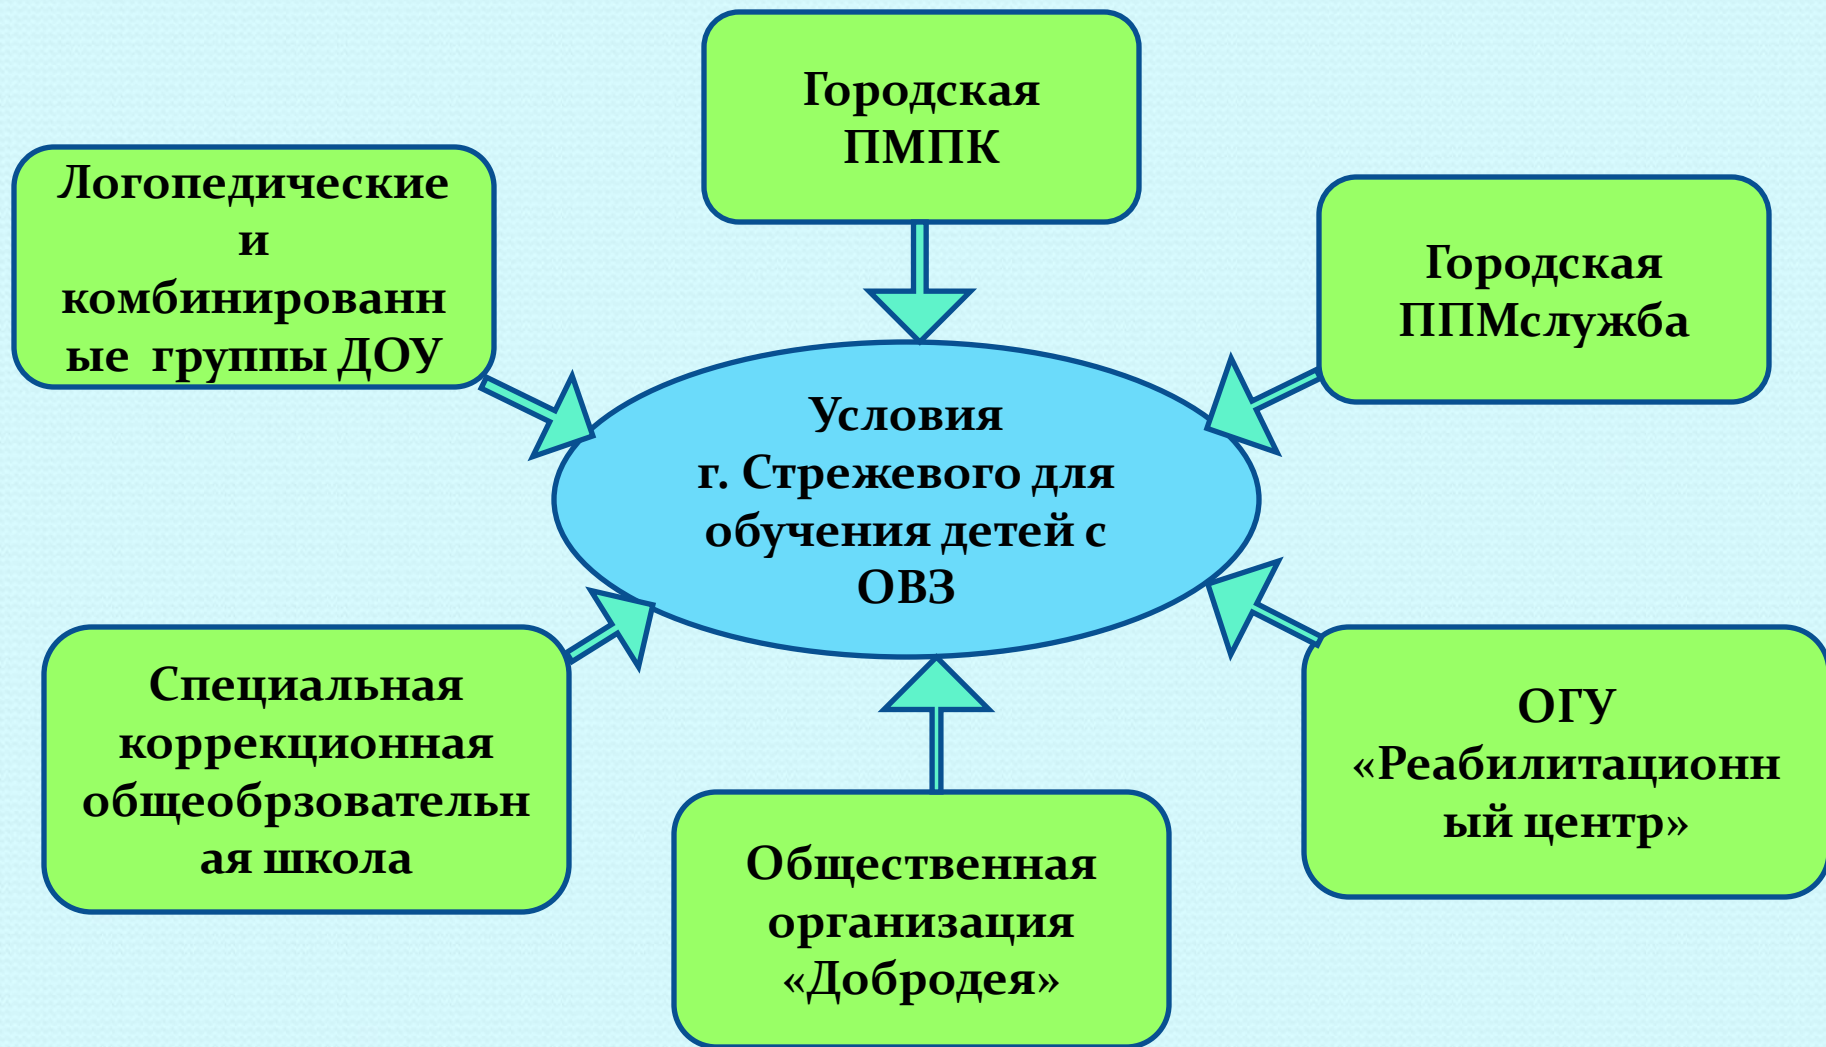 Городская
ПМПК
Логопедические
и
комбинированн
ые группы ДОУ
Городская
ППМслужба
Условия
г. Стрежевого для
обучения детей с
ОВЗ
Специальная
коррекционная
общеобрзовательн
ая школа
ОГУ
«Реабилитационн
ый центр»
Общественная
организация
«Добродея»